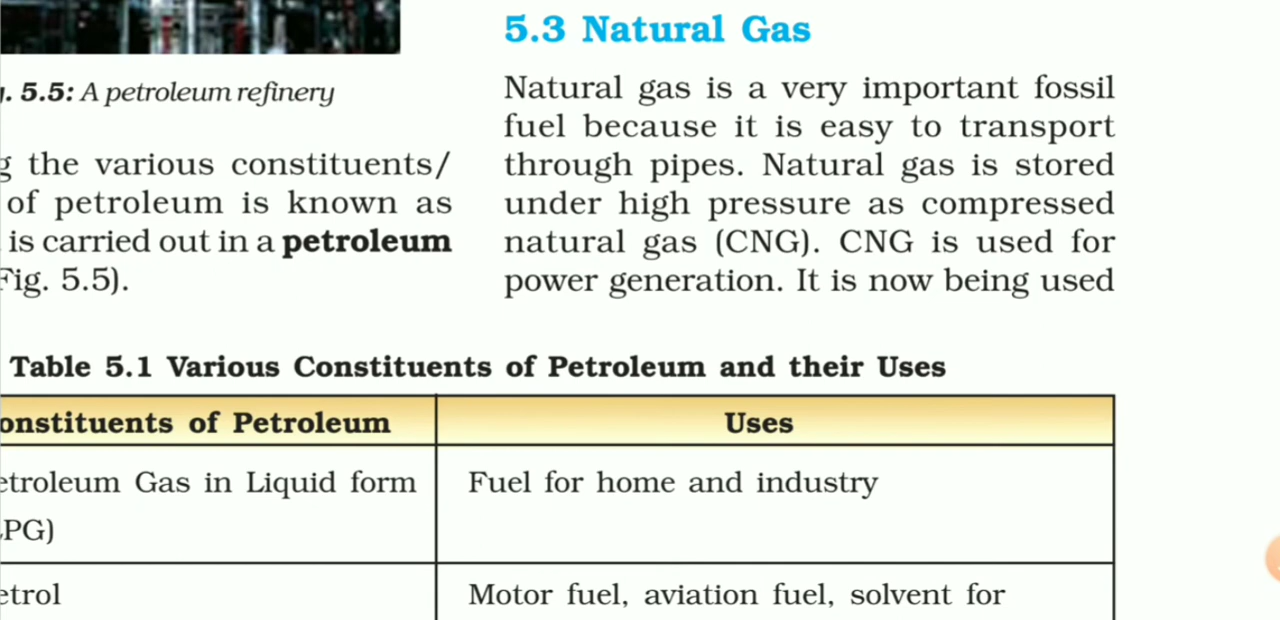 5.5: A petroleum refinery
the various constituents/
of petroleum is known as
is carried out in a petroleum
Fig. 5.5).
5.3 Natural Gas
Natural gas is a very important fossil
fuel because it is easy to transport
through pipes. Natural gas is stored
under high pressure as compressed
natural gas (CNG). CNG is used for
power generation. It is now being used
Table 5.1 Various Constituents of Petroleum and their Uses
onstituents of Petroleum
Uses
etroleum Gas in Liquid form
PG)
Fuel for home and industry
etrol
Motor fuel, aviation fuel, solvent for